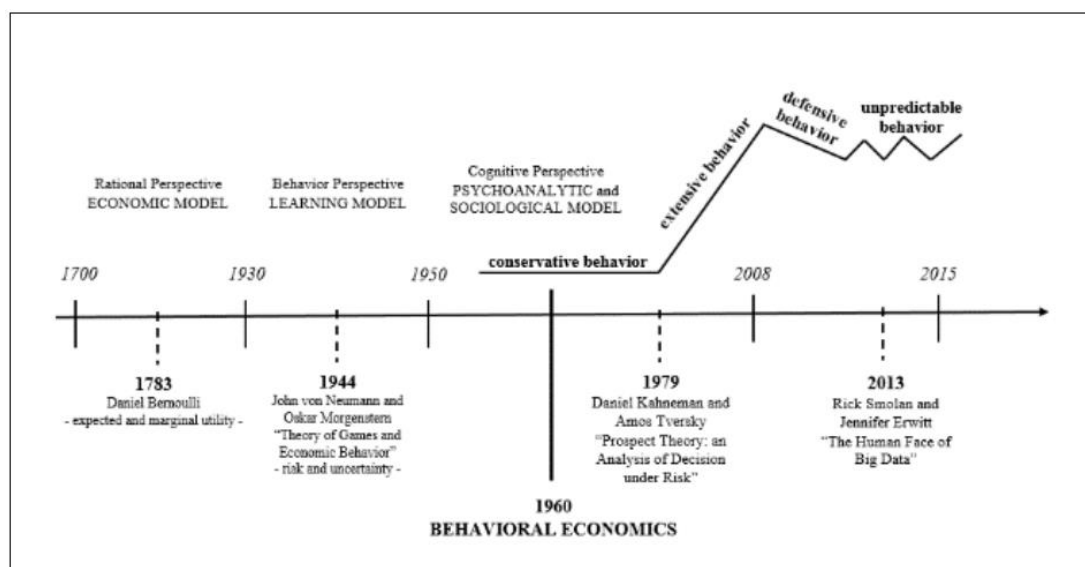 defensive
behavior
unpredictable
behavior
extensive behavior
Rational Perspective
ECONOMIC MODEL
Behavior Perspective
LEARNING MODEL
Cognitive Perspective
PSYCHOANALYTIC and
SOCIOLOGICAL MODEL
conservative behavior
1700
1930
1950
2008
2015
1783
Daniel Bernoulli
- expected and marginal utility -
1944
John von Neumann and
Oskar Morgenstern
"Theory of Games and
Economic Behavior"
- risk and uncertainty -
1979
Daniel Kahneman and
Amos Tversky
"Prospect Theory: an
Analysis of Decision
under Risk"
2013
Rick Smolan and
Jennifer Erwitt
"The Human Face of
Big Data"
1960
BEHAVIORAL ECONOMICS